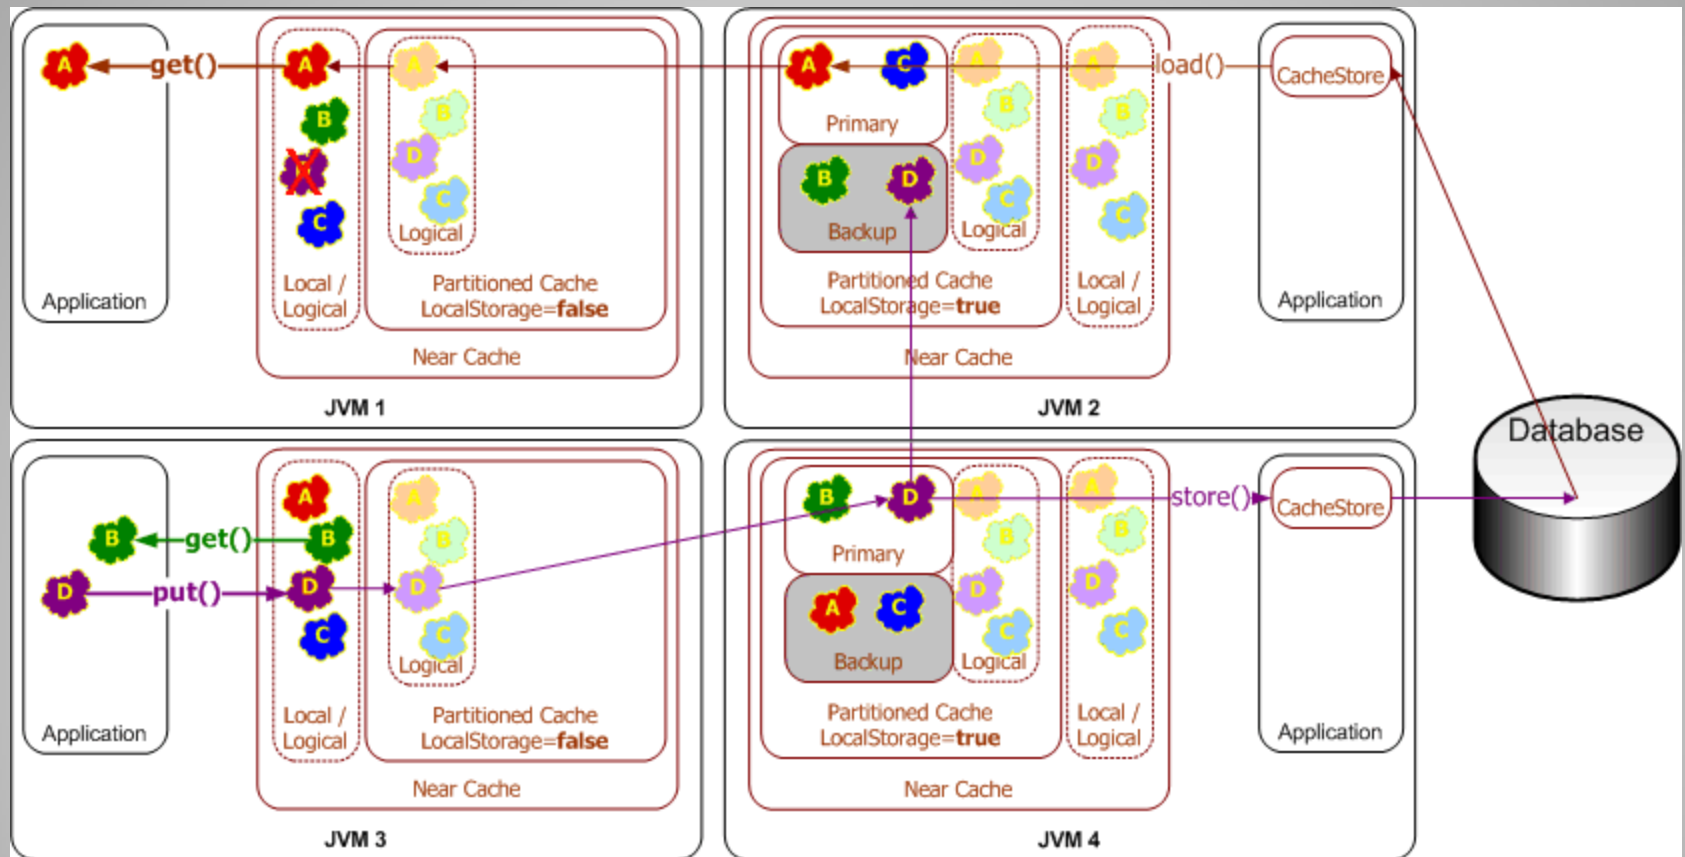 A
get()
A
B
X
C
A
B
D
C
Logical
Local /
Logical
Partitioned Cache
LocalStorage=false
Near Cache
Application
JVM 1
A
C
Primary
B
D
Backup
A
B
D
C
Logical
Partitioned Cache
LocalStorage=true
A
B
D
C
Local /
Logical
Near Cache
load()
CacheStore
Application
JVM 2
Database
B
get()
D
put()
Application
A
B
D
C
Local /
Logical
A
B
D
C
Logical
Partitioned Cache
LocalStorage=false
Near Cache
JVM 3
B
D
Primary
A
C
Backup
A
B
D
C
Logical
Partitioned Cache
LocalStorage=true
A
B
D
C
Local /
Logical
Near Cache
store()
CacheStore
Application
JVM 4